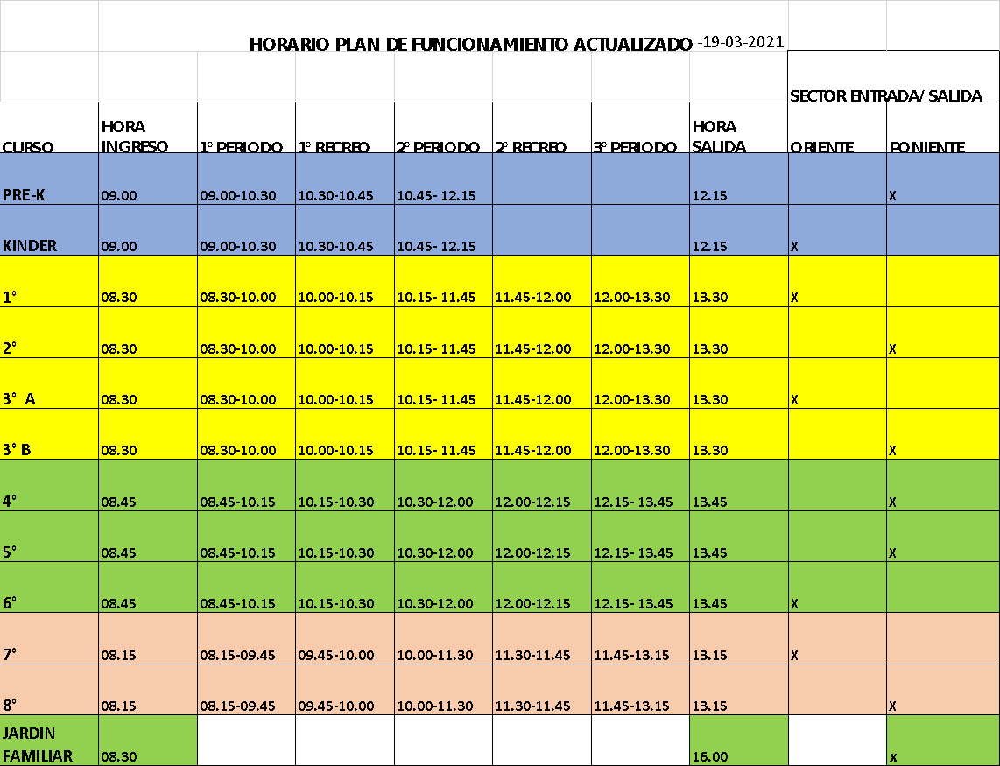 HORARIO PLAN DE FUNCIONAMIENTO ACTUALIZADO -19-03-2021
SECTOR ENTRADA/ SALIDA
CURSO HORA INGRESO 1° PERIODO 1° RECREO 2° PERIODO 2° RECREO 3° PERIODO HORA SALIDA ORIENTE PONIENTE
PRE-K 09.00 09.00-10.30 10.30-10.45 10.45- 12.15 12.15 X
KINDER 09.00 09.00-10.30 10.30-10.45 10.45- 12.15 12.15 X
1° 08.30 08.30-10.00 10.00-10.15 10.15- 11.45 11.45-12.00 12.00-13.30 13.30 X
2° 08.30 08.30-10.00 10.00-10.15 10.15- 11.45 11.45-12.00 12.00-13.30 13.30 X
3° A 08.30 08.30-10.00 10.00-10.15 10.15- 11.45 11.45-12.00 12.00-13.30 13.30 X
3° B 08.30 08.30-10.00 10.00-10.15 10.15- 11.45 11.45-12.00 12.00-13.30 13.30 X
4° 08.45 08.45-10.15 10.15-10.30 10.30-12.00 12.00-12.15 12.15- 13.45 13.45 X
5° 08.45 08.45-10.15 10.15-10.30 10.30-12.00 12.00-12.15 12.15- 13.45 13.45 X
6° 08.45 08.45-10.15 10.15-10.30 10.30-12.00 12.00-12.15 12.15- 13.45 13.45 X
7° 08.15 08.15-09.45 09.45-10.00 10.00-11.30 11.30-11.45 11.45-13.15 13.15 X
8° 08.15 08.15-09.45 09.45-10.00 10.00-11.30 11.30-11.45 11.45-13.15 13.15 X
JARDIN FAMILIAR 08.30 16.00 x